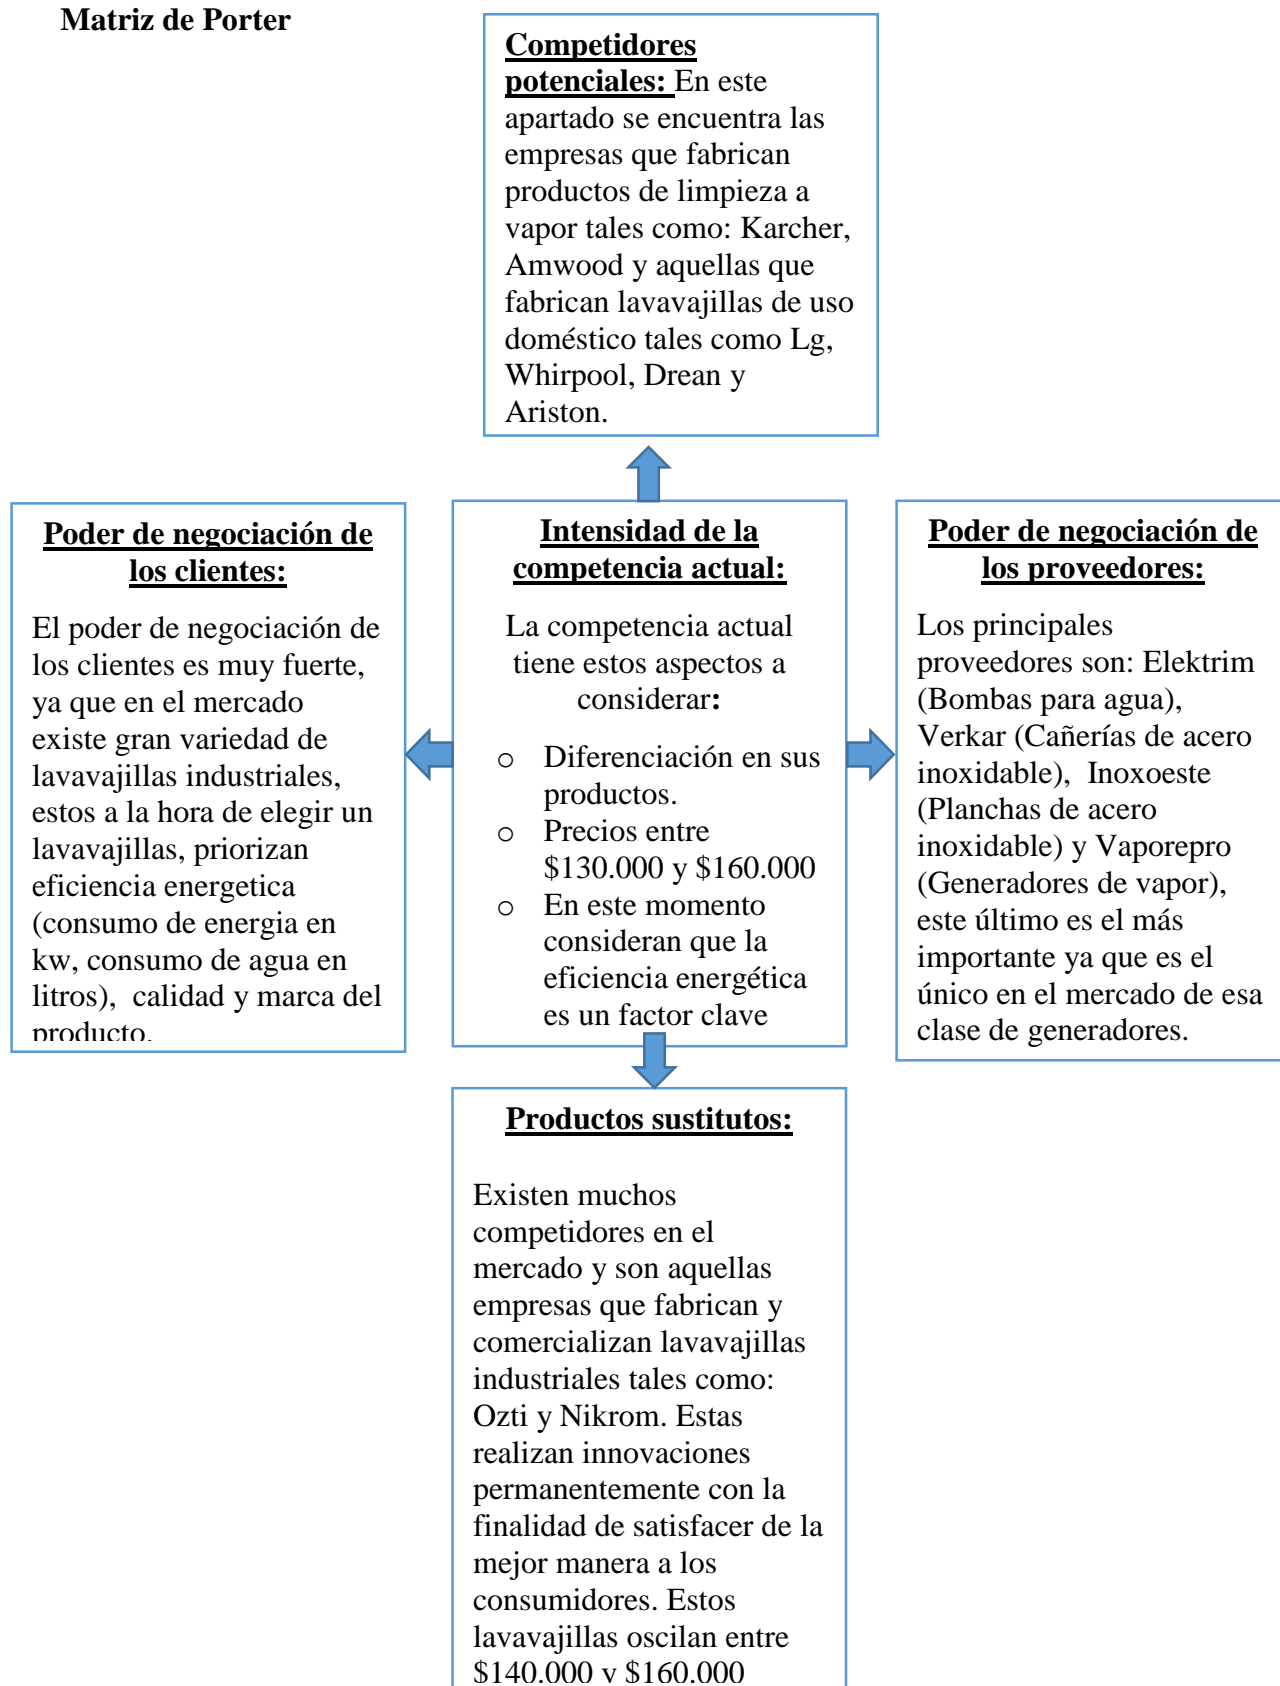 Matriz de Porter
Competidores
potenciales: En este
apartado se encuentra las
empresas que fabrican
productos de limpieza a
vapor tales como: Karcher,
Amwood y aquellas que
fabrican lavavajillas de uso
doméstico tales como Lg,
Whirpool, Drean y
Ariston.
Poder de negociación de
los clientes:
El poder de negociación de
los clientes es muy fuerte,
ya que en el mercado
existe gran variedad de
lavavajillas industriales,
estos a la hora de elegir un
lavavajillas, priorizan
eficiencia energetica
(consumo de energia en
kw, consumo de agua en
litros), calidad y marca del
producto.
Intensidad de la
competencia actual:
La competencia actual
tiene estos aspectos a
considerar:
o Diferenciación en sus
productos.
o Precios entre
$130.000 y $160.000
o En este momento
consideran que la
eficiencia energética
es un factor clave
Poder de negociación de
los proveedores:
Los principales
proveedores son: Elektrim
(Bombas para agua),
Verkar (Cañerías de acero
inoxidable), Inoxoeste
(Planchas de acero
inoxidable) y Vaporepro
(Generadores de vapor),
este último es el más
importante ya que es el
único en el mercado de esa
clase de generadores.
Productos sustitutos:
Existen muchos
competidores en el
mercado y son aquellas
empresas que fabrican y
comercializan lavavajillas
industriales tales como:
Ozti y Nikrom. Estas
realizan innovaciones
permanentemente con la
finalidad de satisfacer de la
mejor manera a los
consumidores. Estos
lavavajillas oscilan entre
$140.000 y $160.000